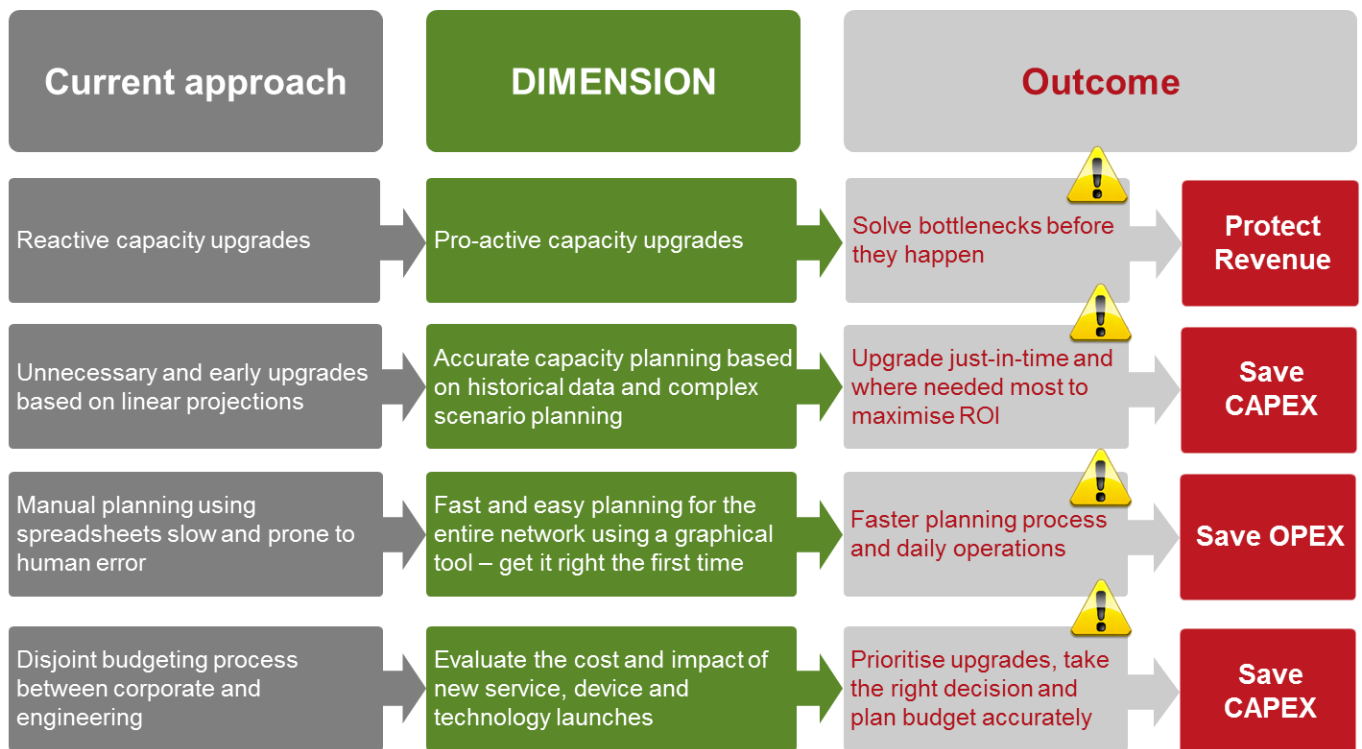 Current approach
DIMENSION
Outcome
Reactive capacity upgrades
Pro-active capacity upgrades
Solve bottlenecks before
they happen
Protect
Revenue
Unnecessary and early upgrades
based on linear projections
Accurate capacity planning based
on historical data and complex
scenario planning
Upgrade just-in-time and
where needed most to
maximise ROI
Save
CAPEX
Manual planning using
spreadsheets slow and prone to
human error
Fast and easy planning for the
entire network using a graphical
tool – get it right the first time
Faster planning process
and daily operations
Save OPEX
Disjoint budgeting process
between corporate and
engineering
Evaluate the cost and impact of
new service, device and
technology launches
Prioritise upgrades, take
the right decision and
plan budget accurately
Save
CAPEX